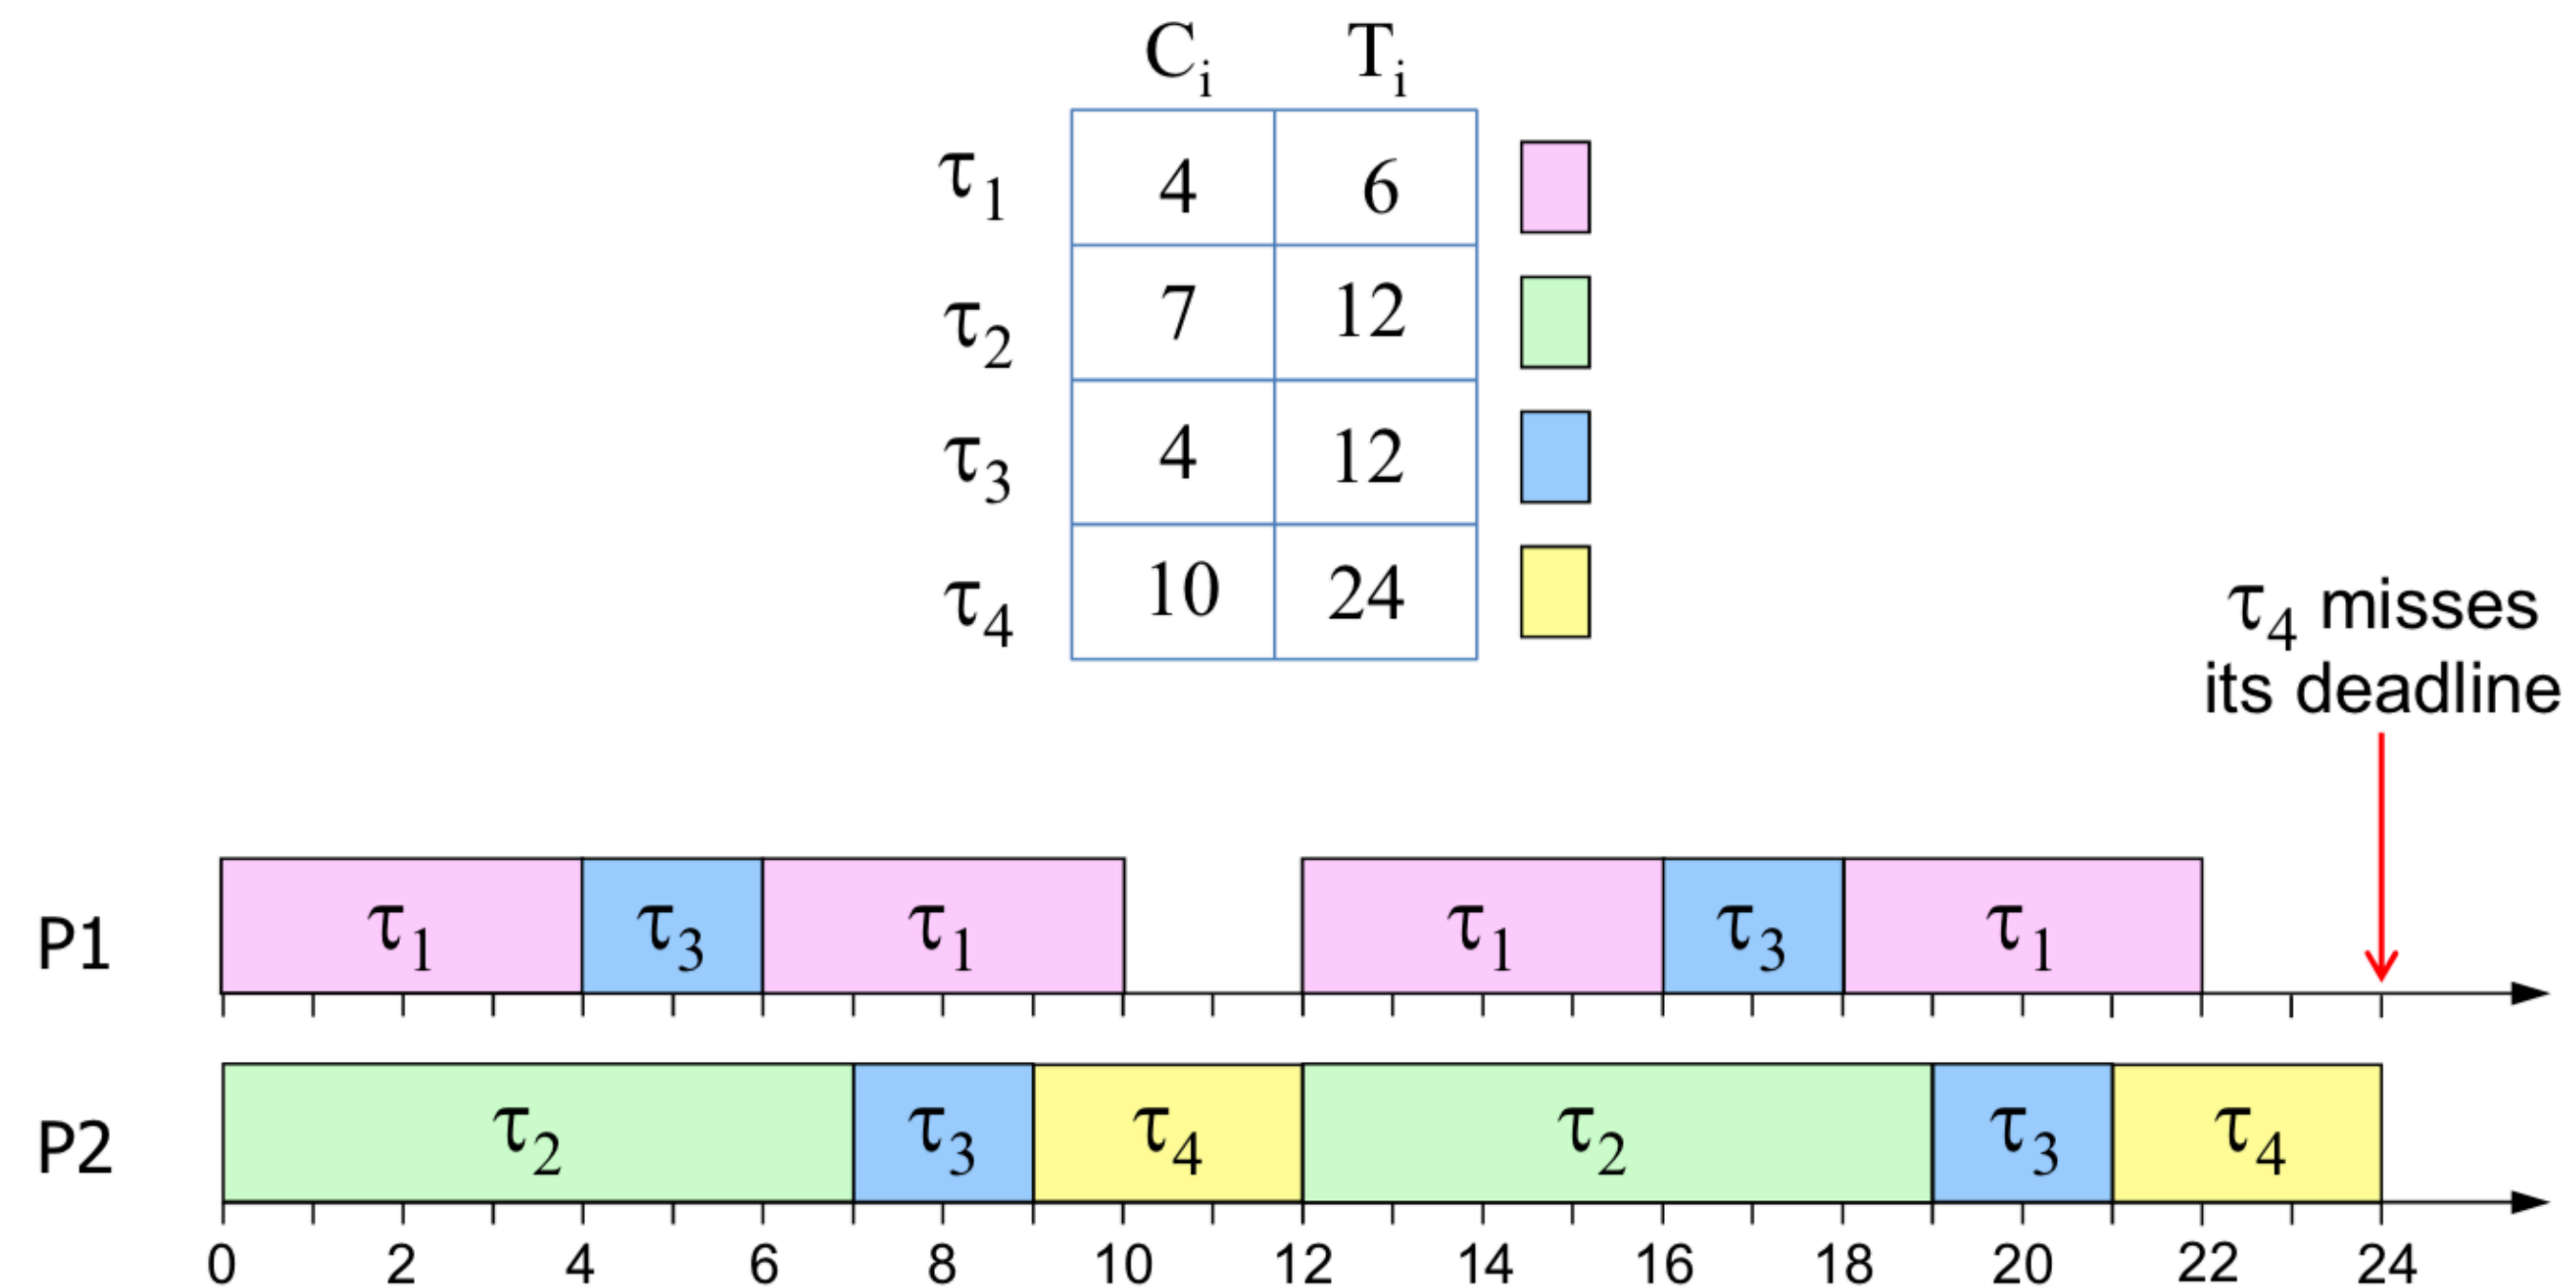 Cᵢ Tᵢ
τ₁ 4 6
τ₂ 7 12
τ₃ 4 12
τ₄ 10 24
τ₄ misses
its deadline
P1 τ₁ τ₃ τ₁ τ₁ τ₃ τ₁
P2 τ₂ τ₃ τ₄ τ₂ τ₃ τ₄
0 2 4 6 8 10 12 14 16 18 20 22 24